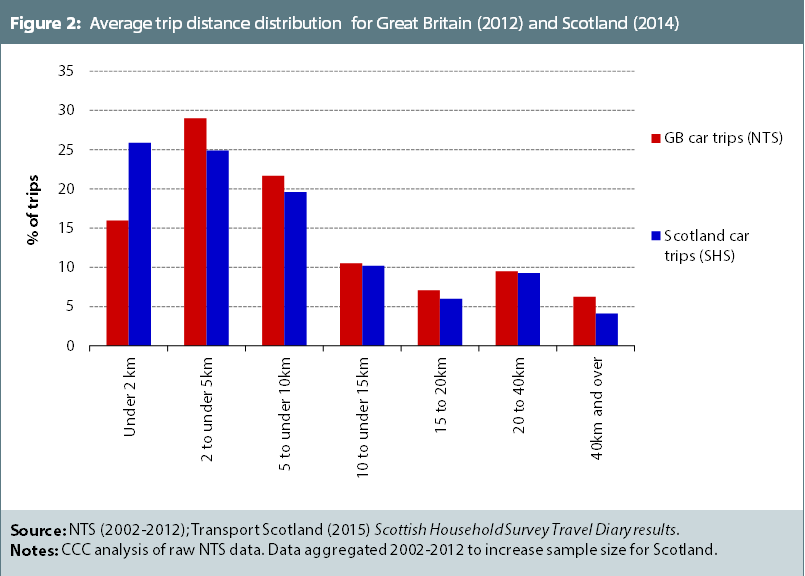 Figure 2: Average trip distance distribution for Great Britain (2012) and Scotland (2014)
35
30
25
20
15
10
5
0
% of trips
Under 2 km
2 to under 5km
5 to under 10km
10 to under 15km
15 to 20km
20 to 40km
40km and over
GB car trips (NTS)
Scotland car
trips (SHS)
Source: NTS (2002-2012); Transport Scotland (2015) Scottish Household Survey Travel Diary results.
Notes: CCC analysis of raw NTS data. Data aggregated 2002-2012 to increase sample size for Scotland.